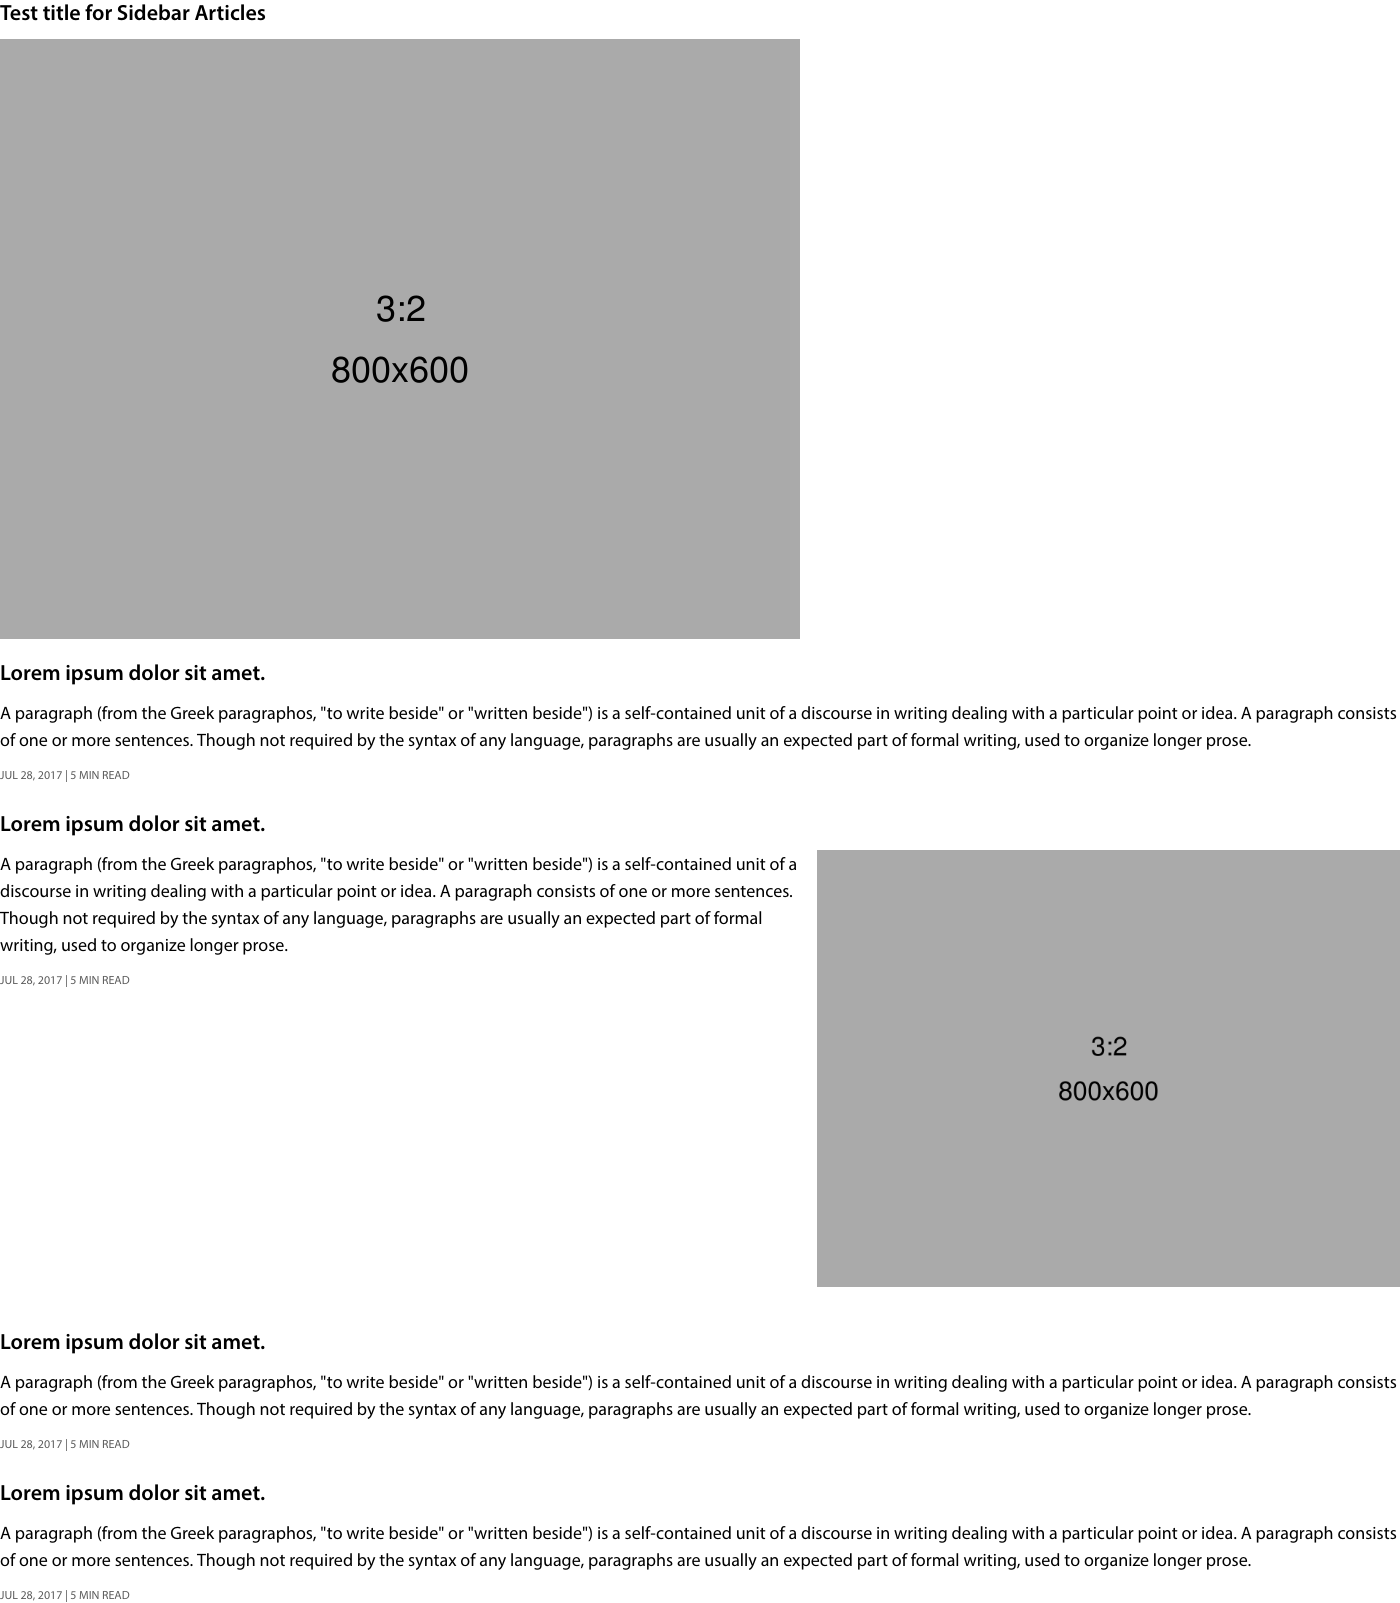 Test title for Sidebar Articles
3:2
800x600
Lorem ipsum dolor sit amet.
A paragraph (from the Greek paragraphos, "to write beside" or "written beside") is a self-contained unit of a discourse in writing dealing with a particular point or idea. A paragraph consists
of one or more sentences. Though not required by the syntax of any language, paragraphs are usually an expected part of formal writing, used to organize longer prose.
JUL 28, 2017 | 5 MIN READ
Lorem ipsum dolor sit amet.
A paragraph (from the Greek paragraphos, "to write beside" or "written beside") is a self-contained unit of a
discourse in writing dealing with a particular point or idea. A paragraph consists of one or more sentences.
Though not required by the syntax of any language, paragraphs are usually an expected part of formal
writing, used to organize longer prose.
JUL 28, 2017 | 5 MIN READ
3:2
800x600
Lorem ipsum dolor sit amet.
A paragraph (from the Greek paragraphos, "to write beside" or "written beside") is a self-contained unit of a discourse in writing dealing with a particular point or idea. A paragraph consists
of one or more sentences. Though not required by the syntax of any language, paragraphs are usually an expected part of formal writing, used to organize longer prose.
JUL 28, 2017 | 5 MIN READ
Lorem ipsum dolor sit amet.
A paragraph (from the Greek paragraphos, "to write beside" or "written beside") is a self-contained unit of a discourse in writing dealing with a particular point or idea. A paragraph consists
of one or more sentences. Though not required by the syntax of any language, paragraphs are usually an expected part of formal writing, used to organize longer prose.
JUL 28, 2017 | 5 MIN READ